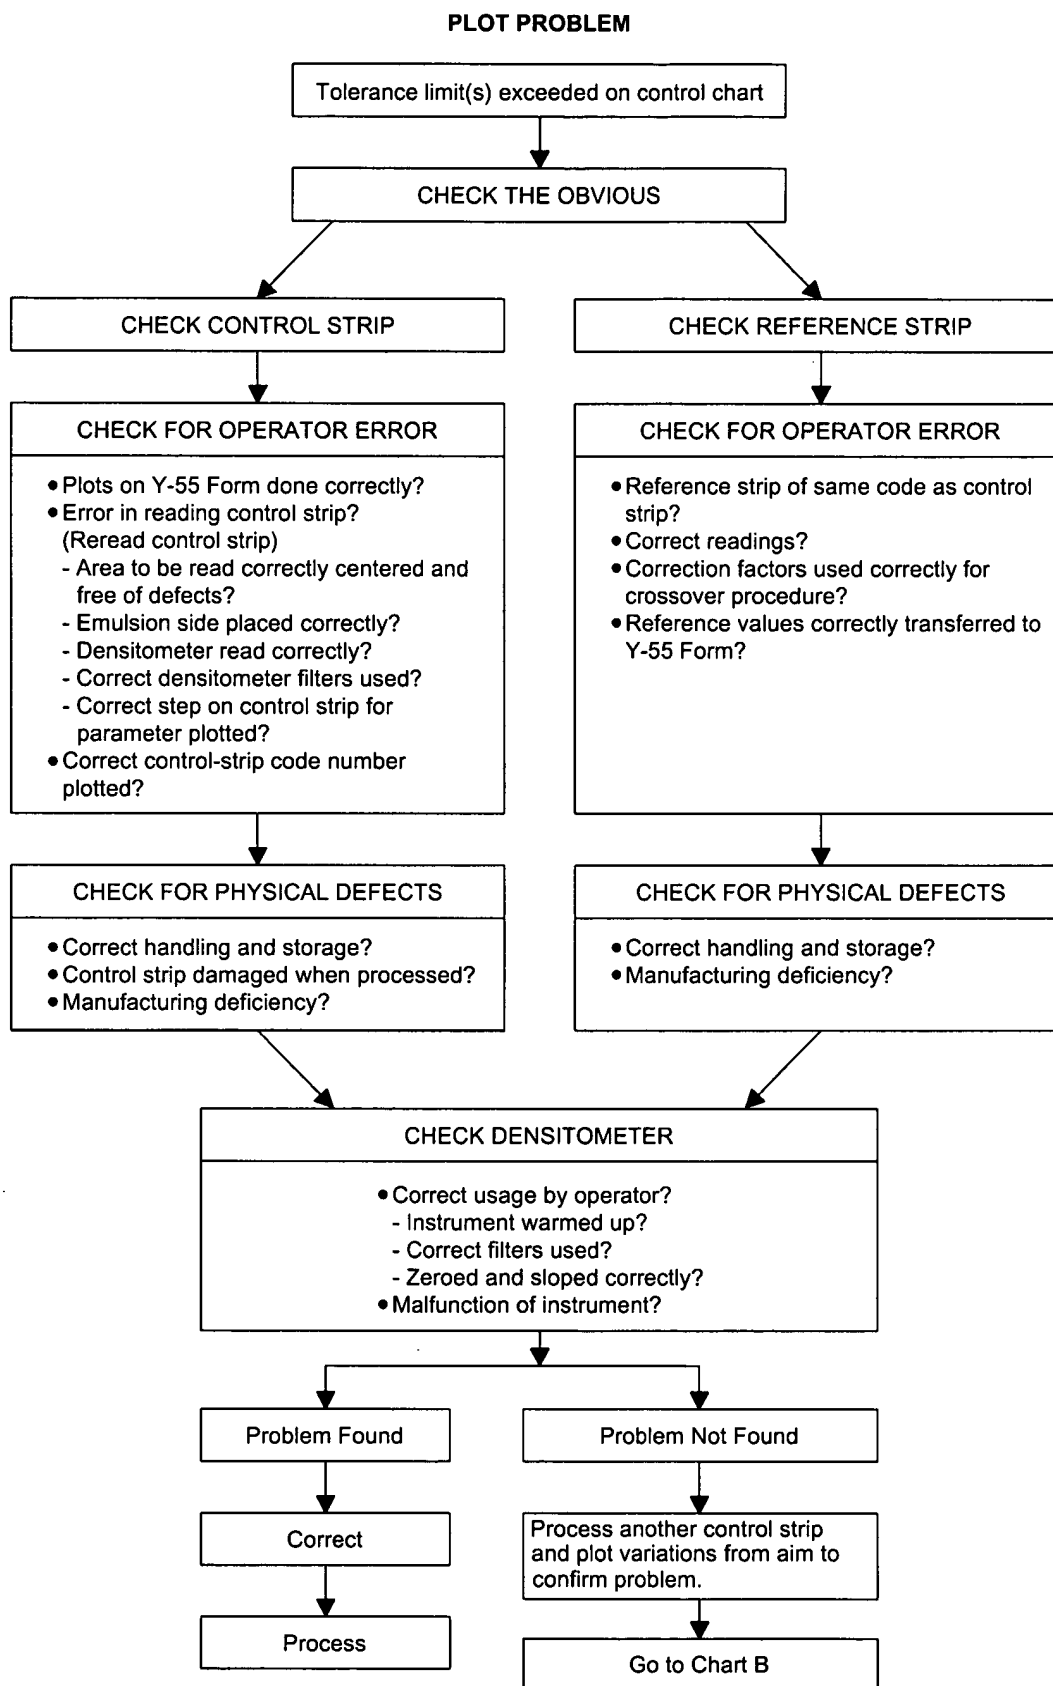 PLOT PROBLEM
Tolerance limit(s) exceeded on control chart
CHECK THE OBVIOUS
CHECK CONTROL STRIP
CHECK REFERENCE STRIP
CHECK FOR OPERATOR ERROR
• Plots on Y-55 Form done correctly?
• Error in reading control strip?
(Reread control strip)
- Area to be read correctly centered and
free of defects?
- Emulsion side placed correctly?
- Densitometer read correctly?
- Correct densitometer filters used?
- Correct step on control strip for
parameter plotted?
• Correct control-strip code number
plotted?
CHECK FOR OPERATOR ERROR
• Reference strip of same code as control
strip?
• Correct readings?
• Correction factors used correctly for
crossover procedure?
• Reference values correctly transferred to
Y-55 Form?
CHECK FOR PHYSICAL DEFECTS
• Correct handling and storage?
• Control strip damaged when processed?
• Manufacturing deficiency?
CHECK FOR PHYSICAL DEFECTS
• Correct handling and storage?
• Manufacturing deficiency?
CHECK DENSITOMETER
• Correct usage by operator?
- Instrument warmed up?
- Correct filters used?
- Zeroed and sloped correctly?
• Malfunction of instrument?
Problem Found
Problem Not Found
Correct
Process another control strip
and plot variations from aim to
confirm problem.
Process
Go to Chart B